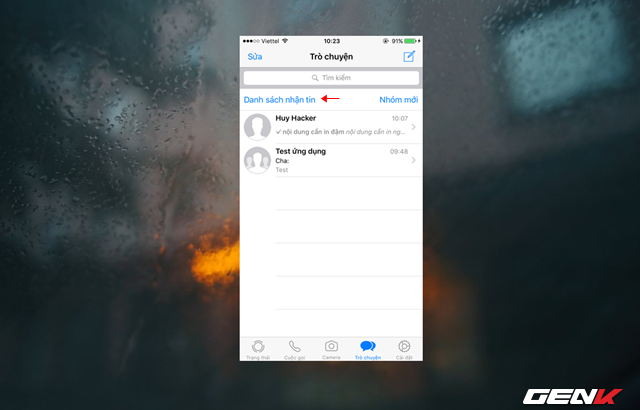 Viettel 10:23 91%
Sửa Trò chuyện
Tìm kiếm
Danh sách nhận tin Nhóm mới
Huy Hacker 10:07
✓ nội dung cần in đậm nội dung cần in ng...
Test ứng dụng 09:48
Cha:
Test
Trạng thái Cuộc gọi Camera Trò chuyện Cài đặt
GENK